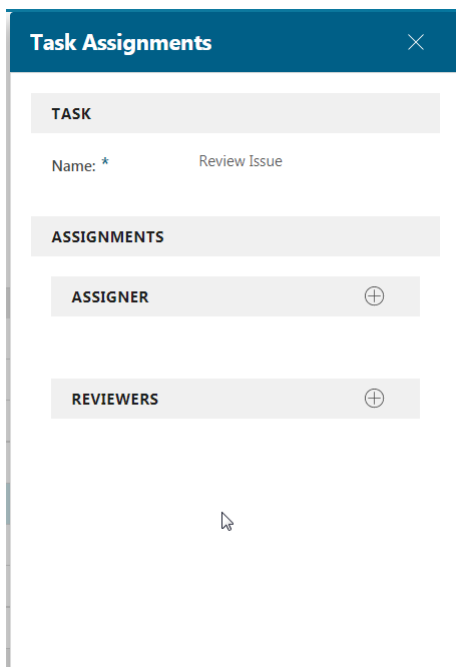 Task Assignments
TASK
Name: * Review Issue
ASSIGNMENTS
ASSIGNER
REVIEWERS